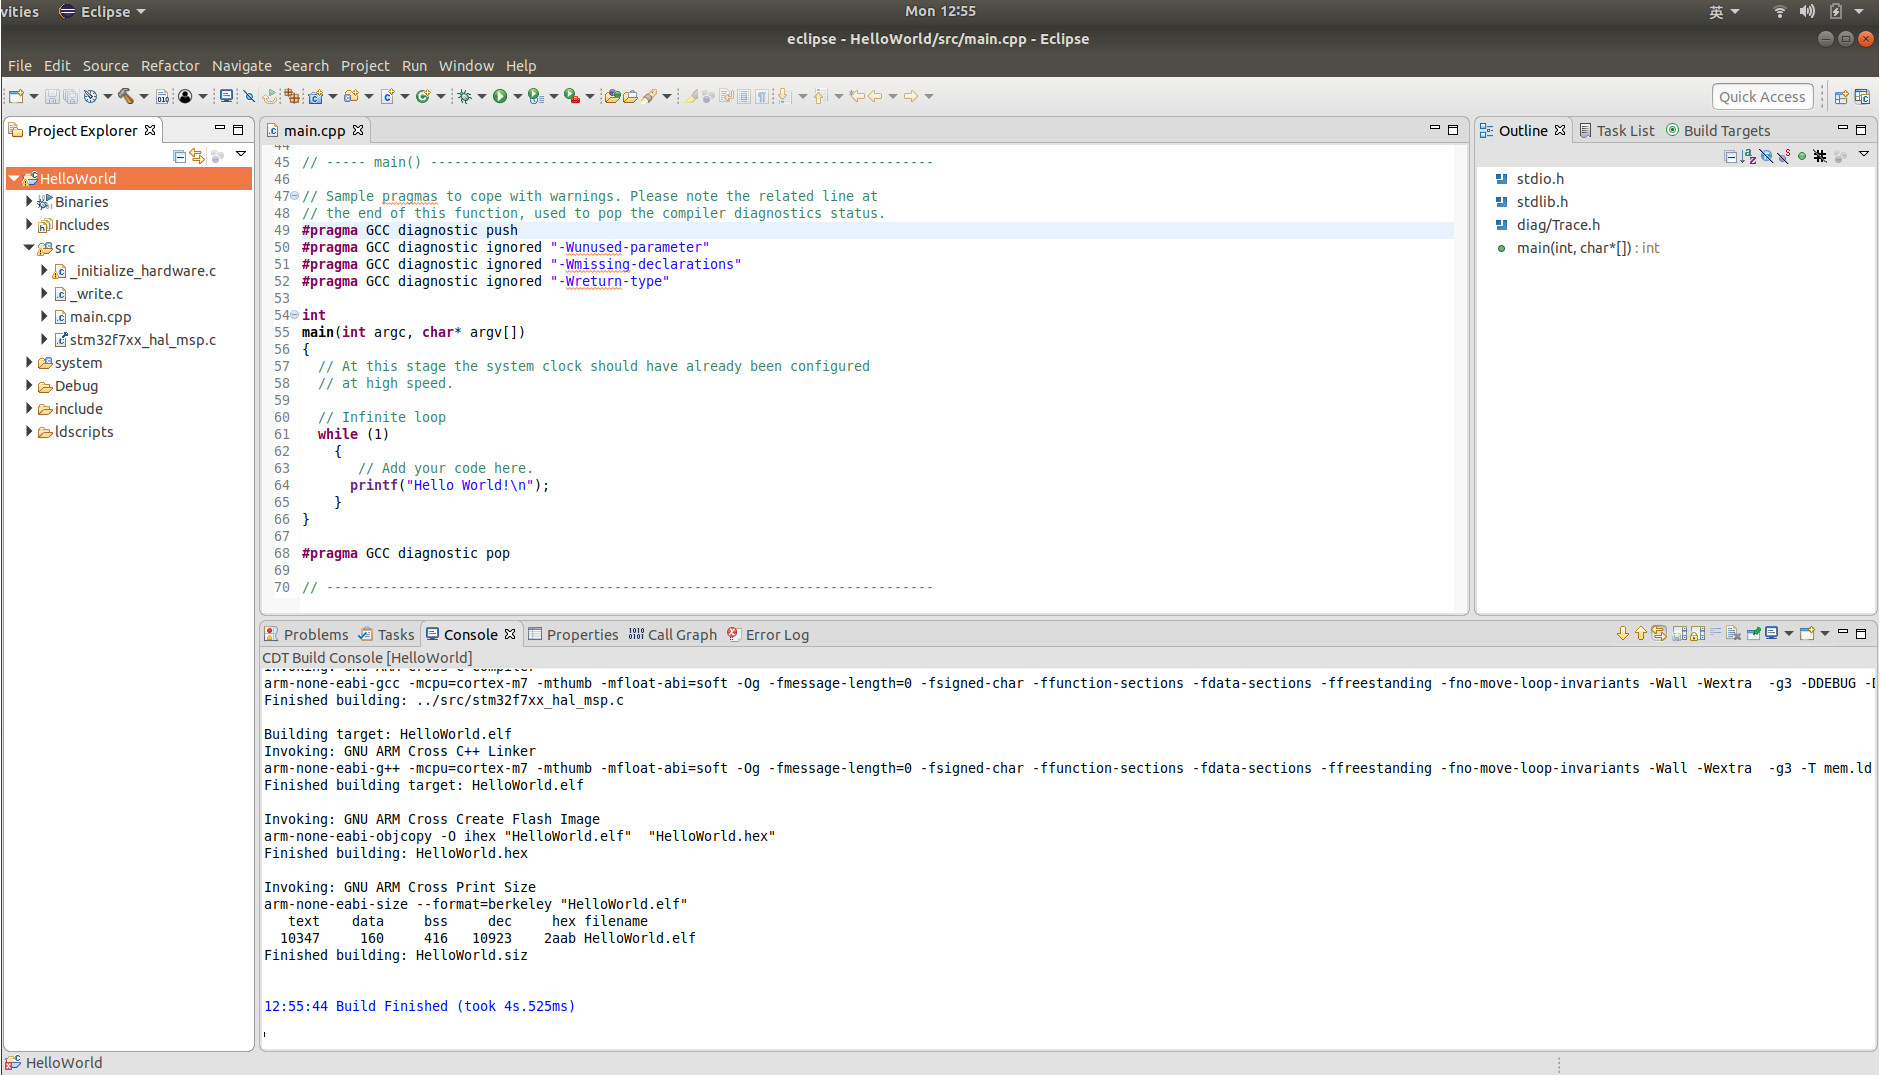 vities Eclipse Mon 12:55 英
eclipse - HelloWorld/src/main.cpp - Eclipse
File Edit Source Refactor Navigate Search Project Run Window Help
Quick Access
Project Explorer
HelloWorld
Binaries
Includes
src
_initialize_hardware.c
_write.c
main.cpp
stm32f7xx_hal_msp.c
system
Debug
include
ldscripts
main.cpp
44
45 // ----- main() ---------------------------------------------------------------
46
47 // Sample pragmas to cope with warnings. Please note the related line at
48 // the end of this function, used to pop the compiler diagnostics status.
49 #pragma GCC diagnostic push
50 #pragma GCC diagnostic ignored "-Wunused-parameter"
51 #pragma GCC diagnostic ignored "-Wmissing-declarations"
52 #pragma GCC diagnostic ignored "-Wreturn-type"
53
54 int
55 main(int argc, char* argv[])
56 {
57 // At this stage the system clock should have already been configured
58 // at high speed.
59
60 // Infinite loop
61 while (1)
62 {
63 // Add your code here.
64 printf("Hello World!\n");
65 }
66 }
67
68 #pragma GCC diagnostic pop
69
70 // ----------------------------------------------------------------------------
Outline Task List Build Targets
stdio.h
stdlib.h
diag/Trace.h
main(int, char*[]) : int
Problems Tasks Console Properties Call Graph Error Log
CDT Build Console [HelloWorld]
Invoking: GNU ARM Cross C Compiler
arm-none-eabi-gcc -mcpu=cortex-m7 -mthumb -mfloat-abi=soft -Og -fmessage-length=0 -fsigned-char -ffunction-sections -fdata-sections -ffreestanding -fno-move-loop-invariants -Wall -Wextra -g3 -DDEBUG
Finished building: ../src/stm32f7xx_hal_msp.c
Building target: HelloWorld.elf
Invoking: GNU ARM Cross C++ Linker
arm-none-eabi-g++ -mcpu=cortex-m7 -mthumb -mfloat-abi=soft -Og -fmessage-length=0 -fsigned-char -ffunction-sections -fdata-sections -ffreestanding -fno-move-loop-invariants -Wall -Wextra -g3 -T mem.ld
Finished building target: HelloWorld.elf
Invoking: GNU ARM Cross Create Flash Image
arm-none-eabi-objcopy -O ihex "HelloWorld.elf" "HelloWorld.hex"
Finished building: HelloWorld.hex
Invoking: GNU ARM Cross Print Size
arm-none-eabi-size --format=berkeley "HelloWorld.elf"
text data bss dec hex filename
10347 160 416 10923 2aab HelloWorld.elf
Finished building: HelloWorld.siz
12:55:44 Build Finished (took 4s.525ms)
HelloWorld